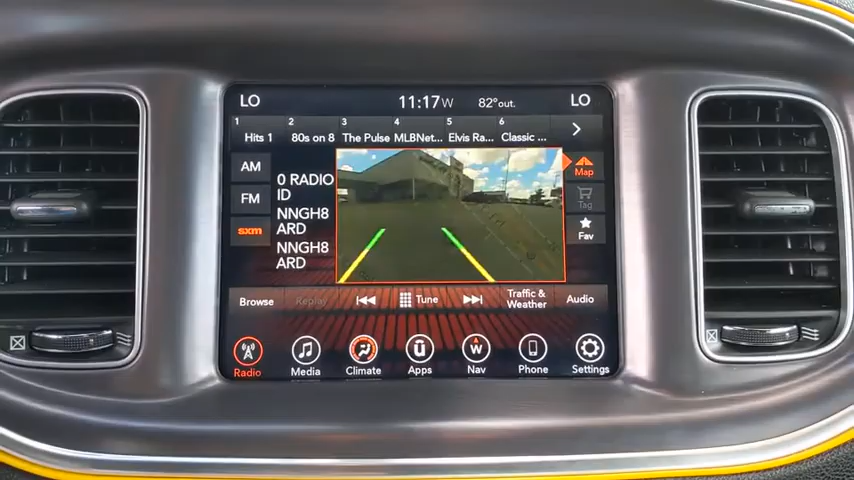 LO 11:17 W 82° out. LO
1 2 3 4 5 6
Hits 1 80s on 8 The Pulse MLBNet... Elvis Ra... Classic ...
AM
FM
sxm
0 RADIO
ID
NNGH8
ARD
NNGH8
ARD
Map
Tag
Fav
Browse Replay Tune Traffic &
Weather Audio
Radio Media Climate Apps Nav Phone Settings
U W